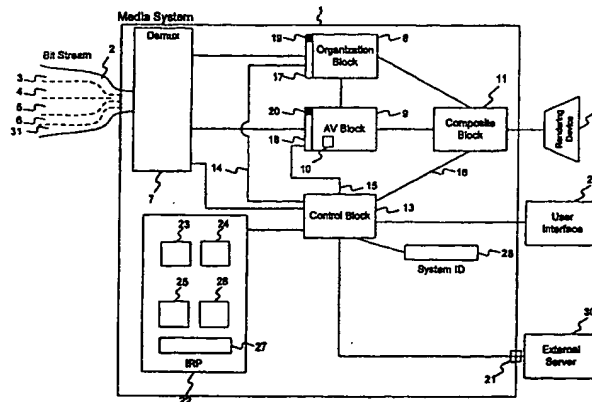 1
Media System
Demux
Bit Stream
2
3
4
5
6
31
7
19
8
Organization
Block
17
20
AV Block
9
18
10
11
Composite
Block
Rendering
Device
14
15
16
13
Control Block
User
Interface
28
System ID
23
24
25
26
27
IRP
22
21
30
External
Server